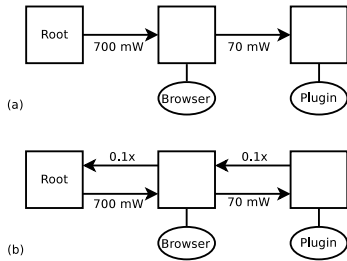 Root
700 mW
70 mW
Browser
Plugin
(a)
0.1x
0.1x
Root
700 mW
70 mW
Browser
Plugin
(b)